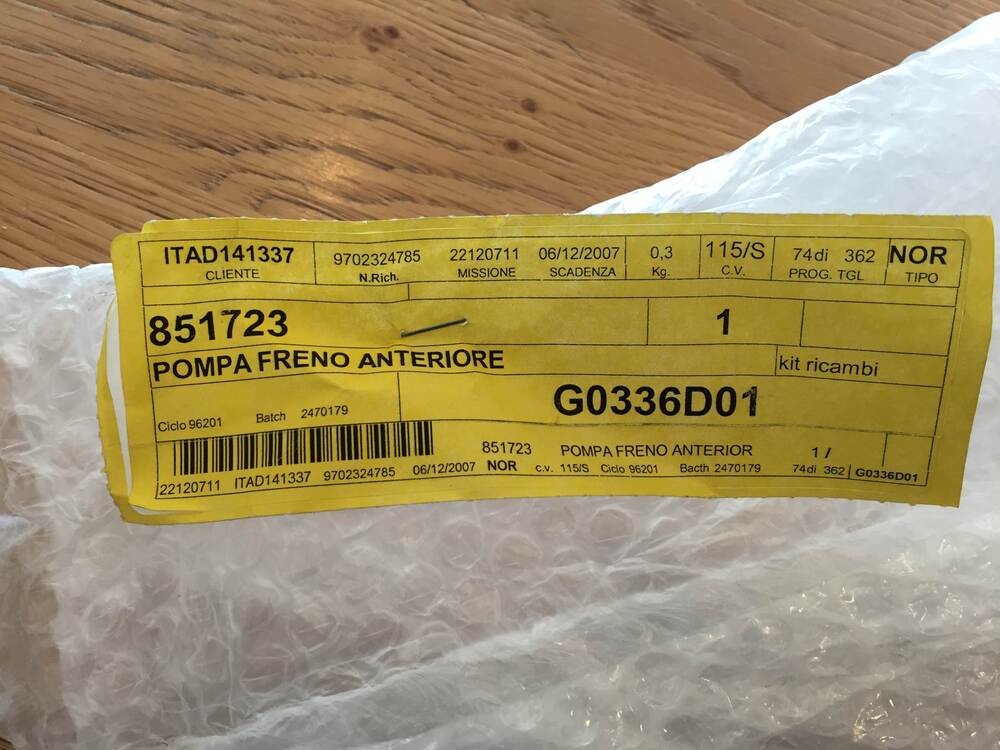 ITAD141337 9702324785 22120711 06/12/2007 0,3 115/S 74di 362 NOR
CLIENTE N.Rich. MISSIONE SCADENZA Kg. C.V. PROG. TGL TIPO
851723 1
POMPA FRENO ANTERIORE kit ricambi
G0336D01
Ciclo 96201 Batch 2470179
851723 POMPA FRENO ANTERIOR 1 /
22120711 ITAD141337 9702324785 06/12/2007 NOR c.v. 115/S Ciclo 96201 Bacth 2470179 74di 362 G0336D01